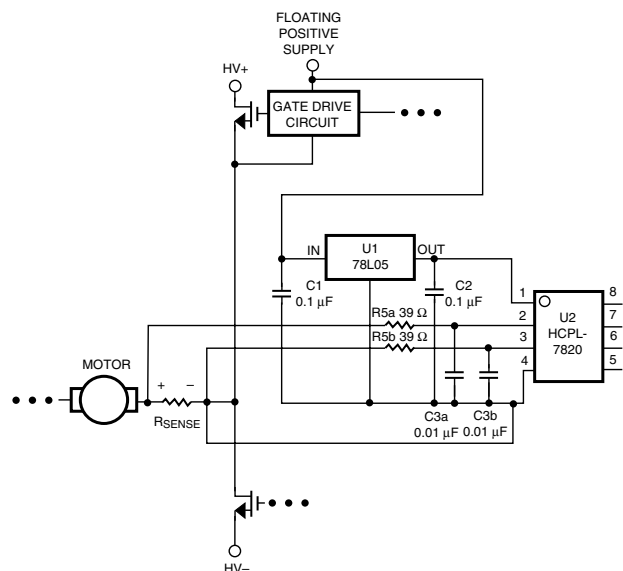 FLOATING
POSITIVE
SUPPLY
HV+
GATE DRIVE
CIRCUIT
IN
U1
78L05
OUT
C1
0.1 µF
C2
0.1 µF
R5a 39 Ω
R5b 39 Ω
1
2
3
4
U2
HCPL-
7820
8
7
6
5
MOTOR
+
–
RSENSE
C3a
0.01 µF
C3b
0.01 µF
HV–